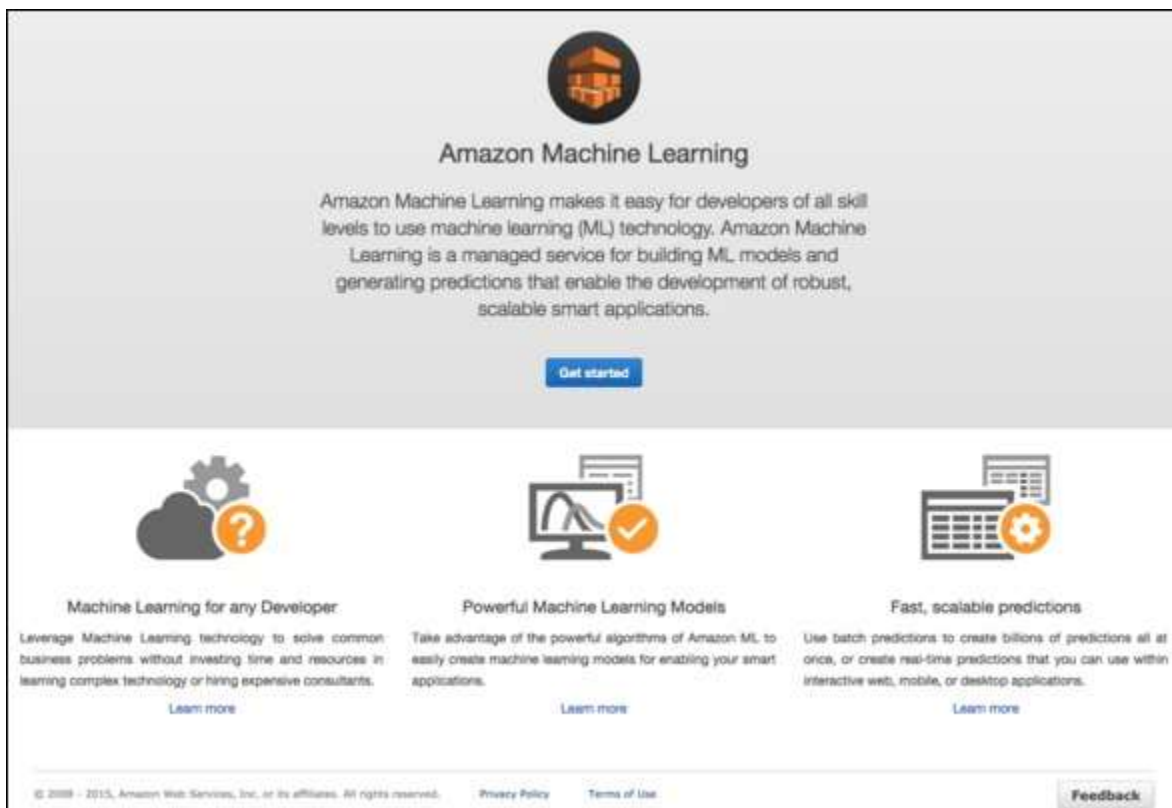 Amazon Machine Learning
Amazon Machine Learning makes it easy for developers of all skill
levels to use machine learning (ML) technology. Amazon Machine
Learning is a managed service for building ML models and
generating predictions that enable the development of robust,
scalable smart applications.
Get started
Machine Learning for any Developer
Leverage Machine Learning technology to solve common
business problems without investing time and resources in
learning complex technology or hiring expensive consultants.
Learn more
Powerful Machine Learning Models
Take advantage of the powerful algorithms of Amazon ML to
easily create machine learning models for enabling your smart
applications.
Learn more
Fast, scalable predictions
Use batch predictions to create billions of predictions all at
once, or create real-time predictions that you can use within
interactive web, mobile, or desktop applications.
Learn more
© 2008 - 2015, Amazon Web Services, Inc. or its affiliates. All rights reserved. Privacy Policy Terms of Use Feedback